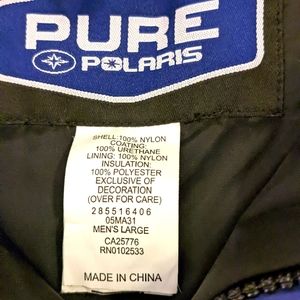 PURE
POLARIS
SHELL:100% NYLON
COATING:
100% URETHANE
LINING: 100% NYLON
INSULATION:
100% POLYESTER
EXCLUSIVE OF
DECORATION
(OVER FOR CARE)
285516406
05MA31
MEN'S LARGE
CA25776
RN0102533
MADE IN CHINA